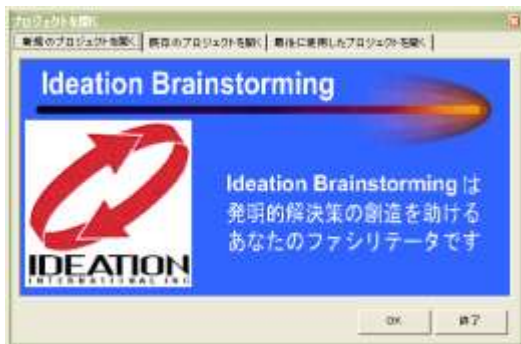 プロジェクトを開く
新規のプロジェクトを開く 既存のプロジェクトを開く 最後に使用したプロジェクトを開く
Ideation Brainstorming
Ideation Brainstorming は
発明的解決策の創造を助ける
あなたのファシリテータです
IDEATION
INTERNATIONAL INC
OK 終了